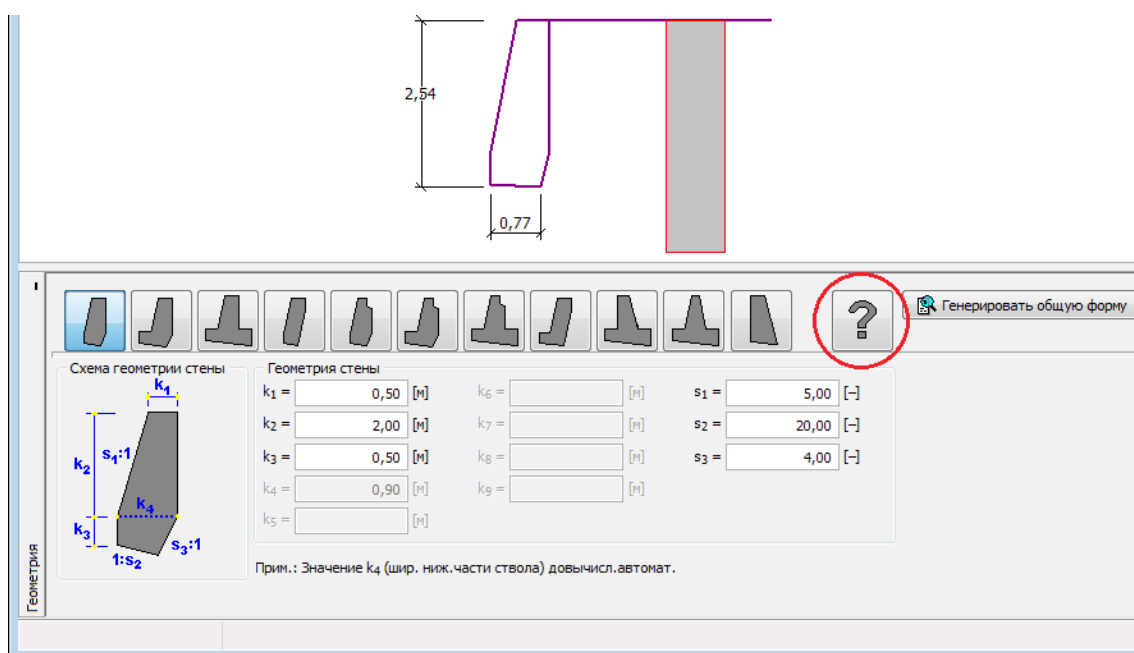 2,54
0,77
? Генерировать общую форму
Схема геометрии стены
Геометрия стены
k1 = 0,50 [м] k6 = [м] s1 = 5,00 [–]
k2 = 2,00 [м] k7 = [м] s2 = 20,00 [–]
k3 = 0,50 [м] k8 = [м] s3 = 4,00 [–]
k4 = 0,90 [м] k9 = [м]
k5 = [м]
k1
k2
s1:1
k4
k3
s3:1
1:s2
Прим.: Значение k4 (шир. ниж.части ствола) довычисл.автомат.
Геометрия